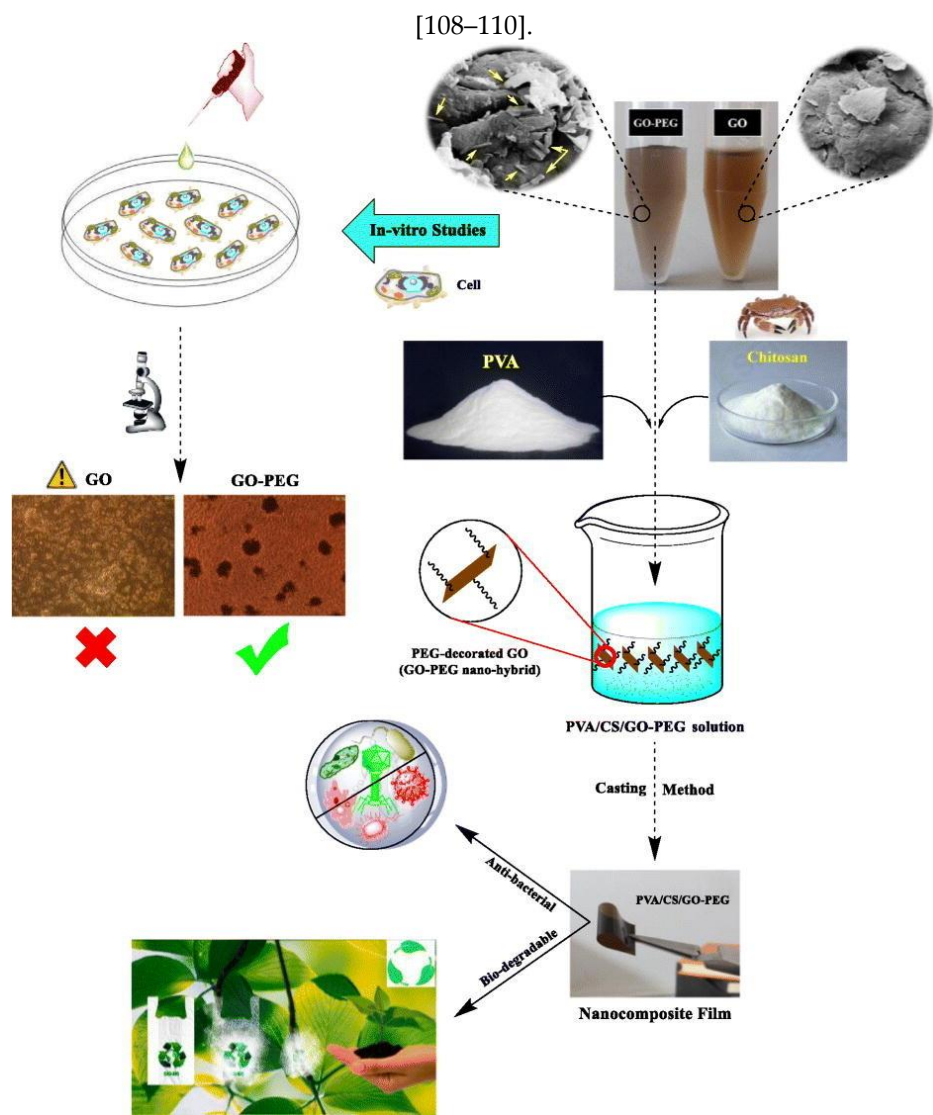 [108–110].
GO-PEG
GO
In-vitro Studies
Cell
PVA
Chitosan
GO
GO-PEG
PEG-decorated GO
(GO-PEG nano-hybrid)
PVA/CS/GO-PEG solution
Casting Method
Anti-bacterial
Bio-degradable
PVA/CS/GO-PEG
Nanocomposite Film